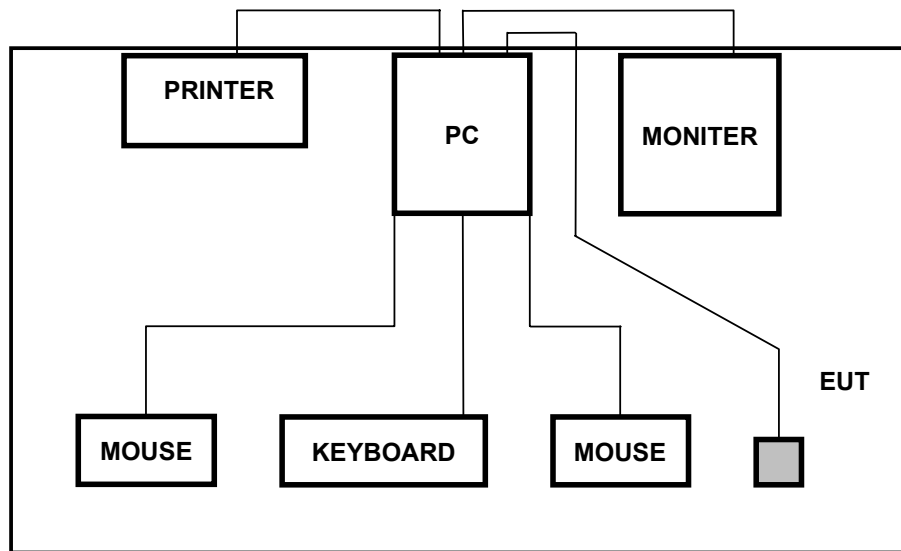 PRINTER
PC
MONITER
EUT
MOUSE
KEYBOARD
MOUSE